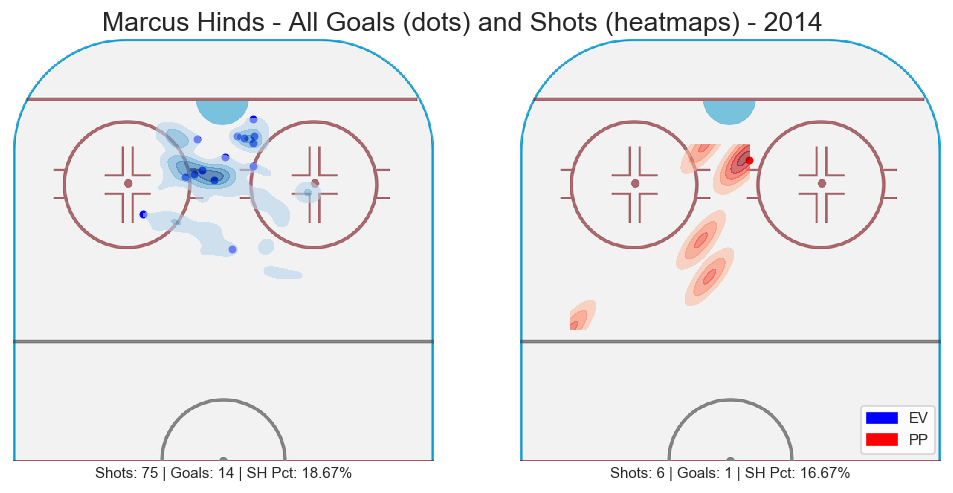 Marcus Hinds - All Goals (dots) and Shots (heatmaps) - 2014
EV
PP
Shots: 75 | Goals: 14 | SH Pct: 18.67%
Shots: 6 | Goals: 1 | SH Pct: 16.67%